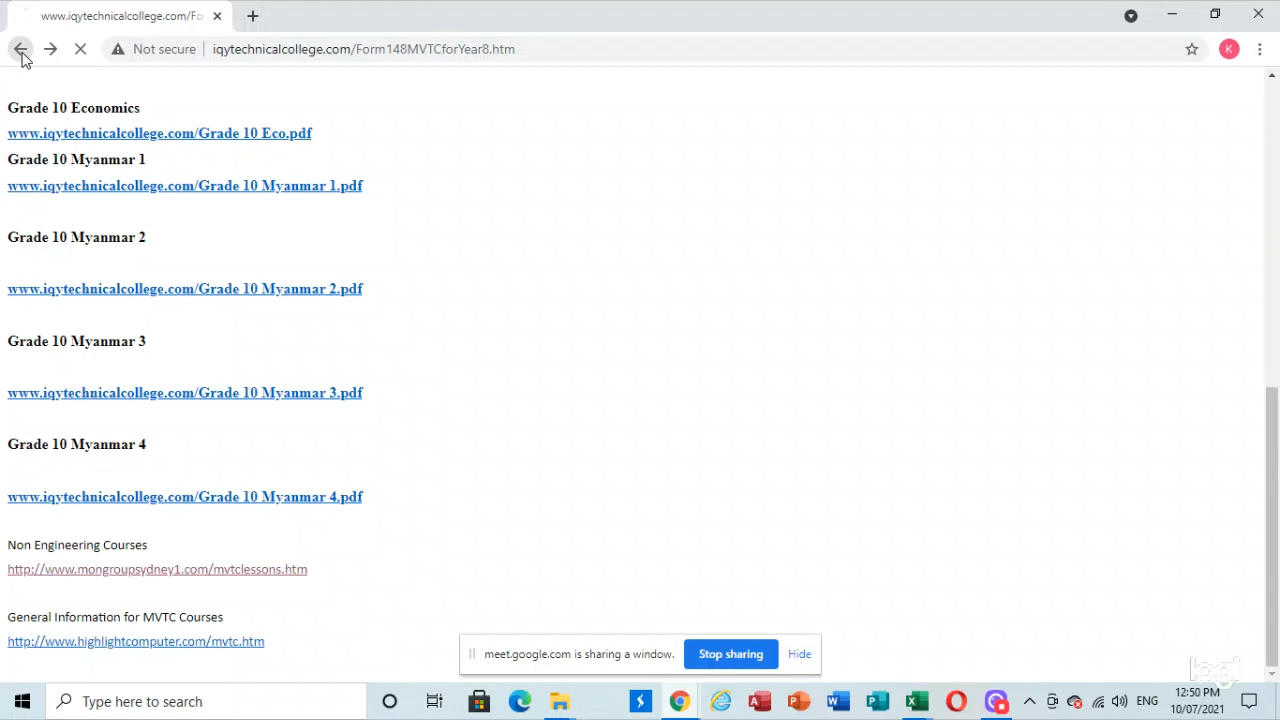 www.iqytechnicalcollege.com/Fo
Not secure
iqytechnicalcollege.com/Form148MVTCforYear8.htm
K
Grade 10 Economics
www.iqytechnicalcollege.com/Grade 10 Eco.pdf
Grade 10 Myanmar 1
www.iqytechnicalcollege.com/Grade 10 Myanmar 1.pdf
Grade 10 Myanmar 2
www.iqytechnicalcollege.com/Grade 10 Myanmar 2.pdf
Grade 10 Myanmar 3
www.iqytechnicalcollege.com/Grade 10 Myanmar 3.pdf
Grade 10 Myanmar 4
www.iqytechnicalcollege.com/Grade 10 Myanmar 4.pdf
Non Engineering Courses
http://www.mongroupsydney1.com/mvtclessons.htm
General Information for MVTC Courses
http://www.highlightcomputer.com/mvtc.htm
meet.google.com is sharing a window.
Stop sharing
Hide
logi
Type here to search
ENG
12:50 PM
10/07/2021